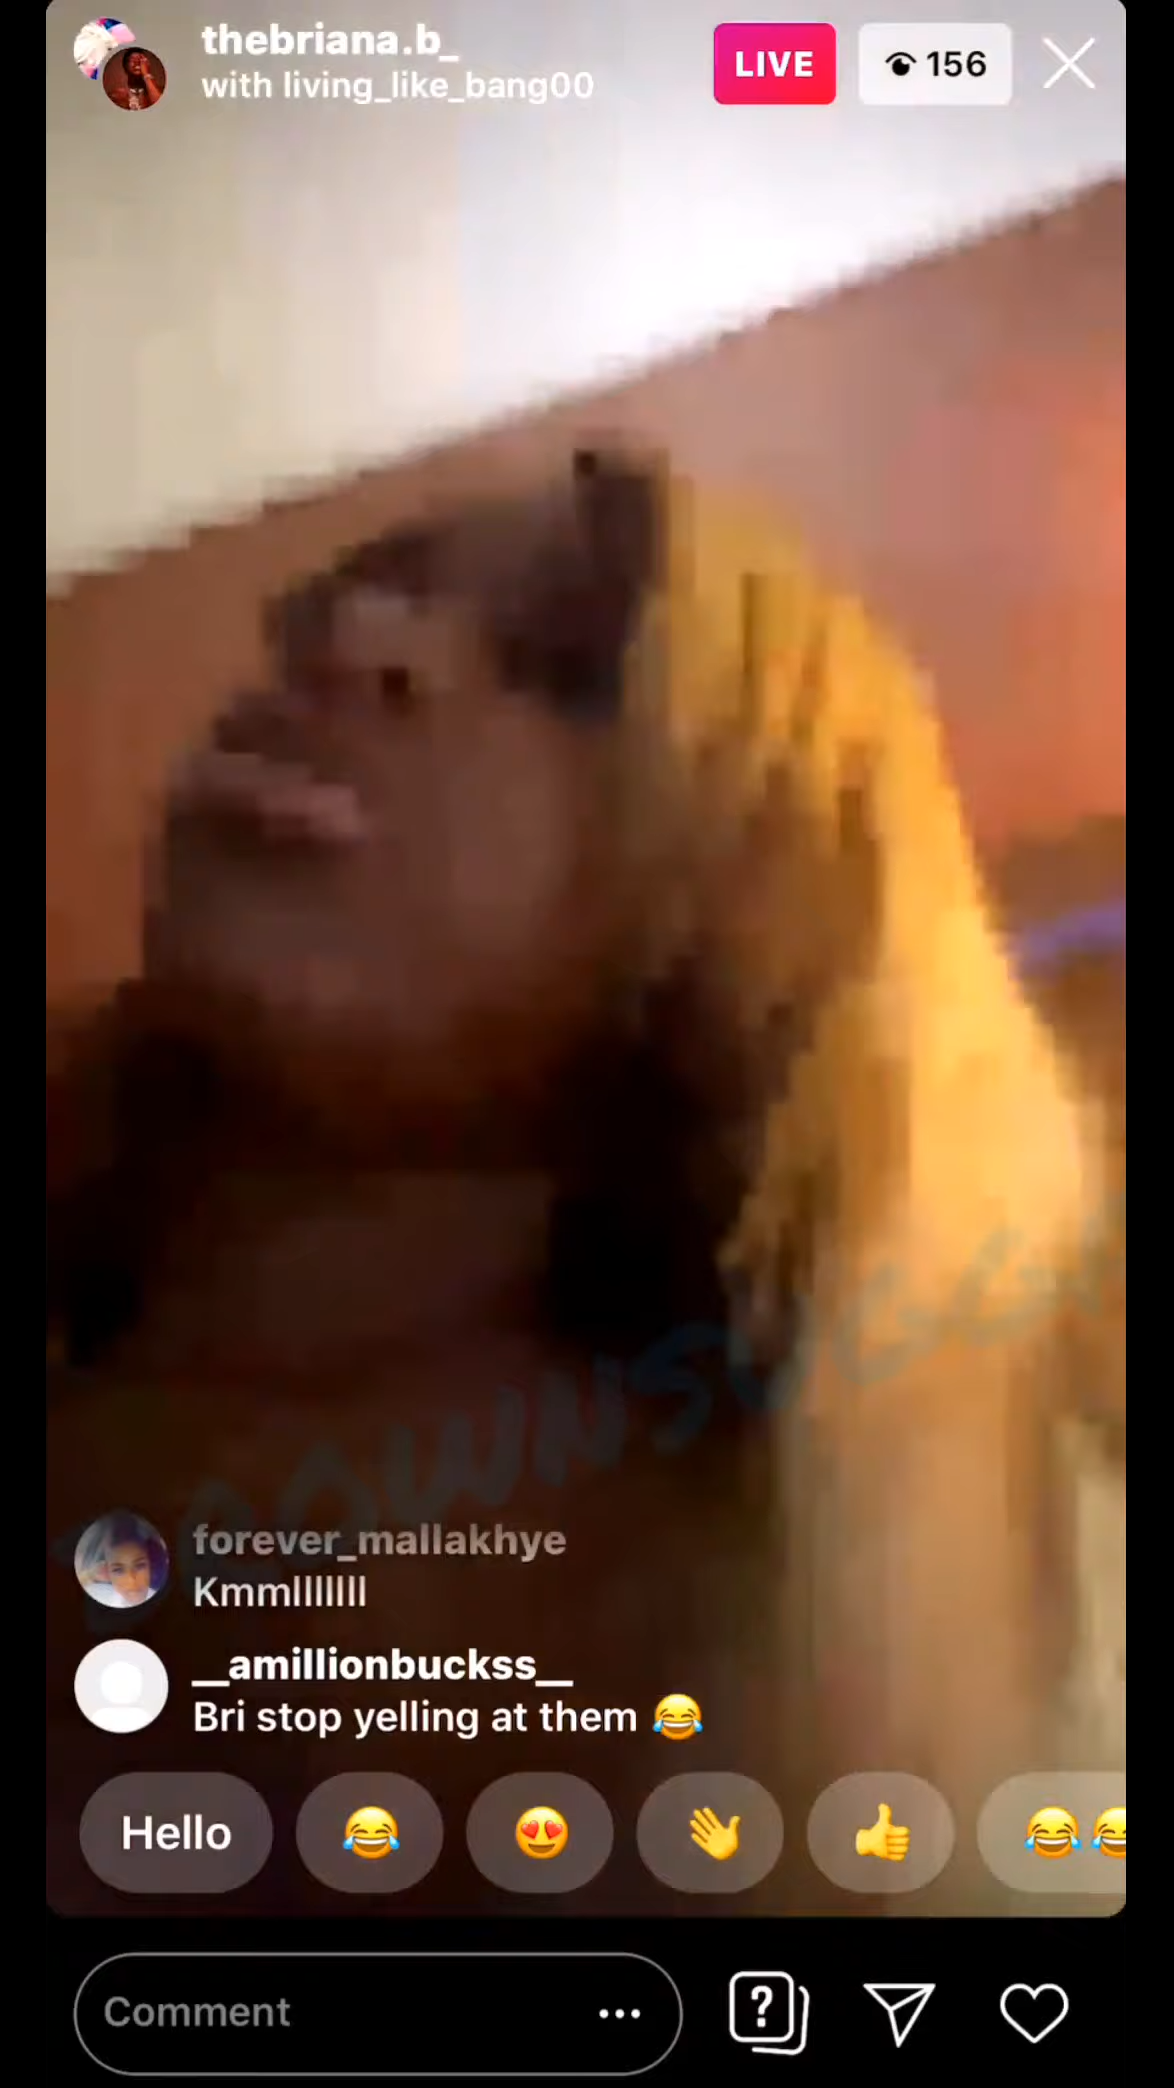 thebriana.b_
with living_like_bang00
LIVE
156
forever_mallakhye
Kmmlllllll
__amillionbuckss__
Bri stop yelling at them 😂
Hello
Comment